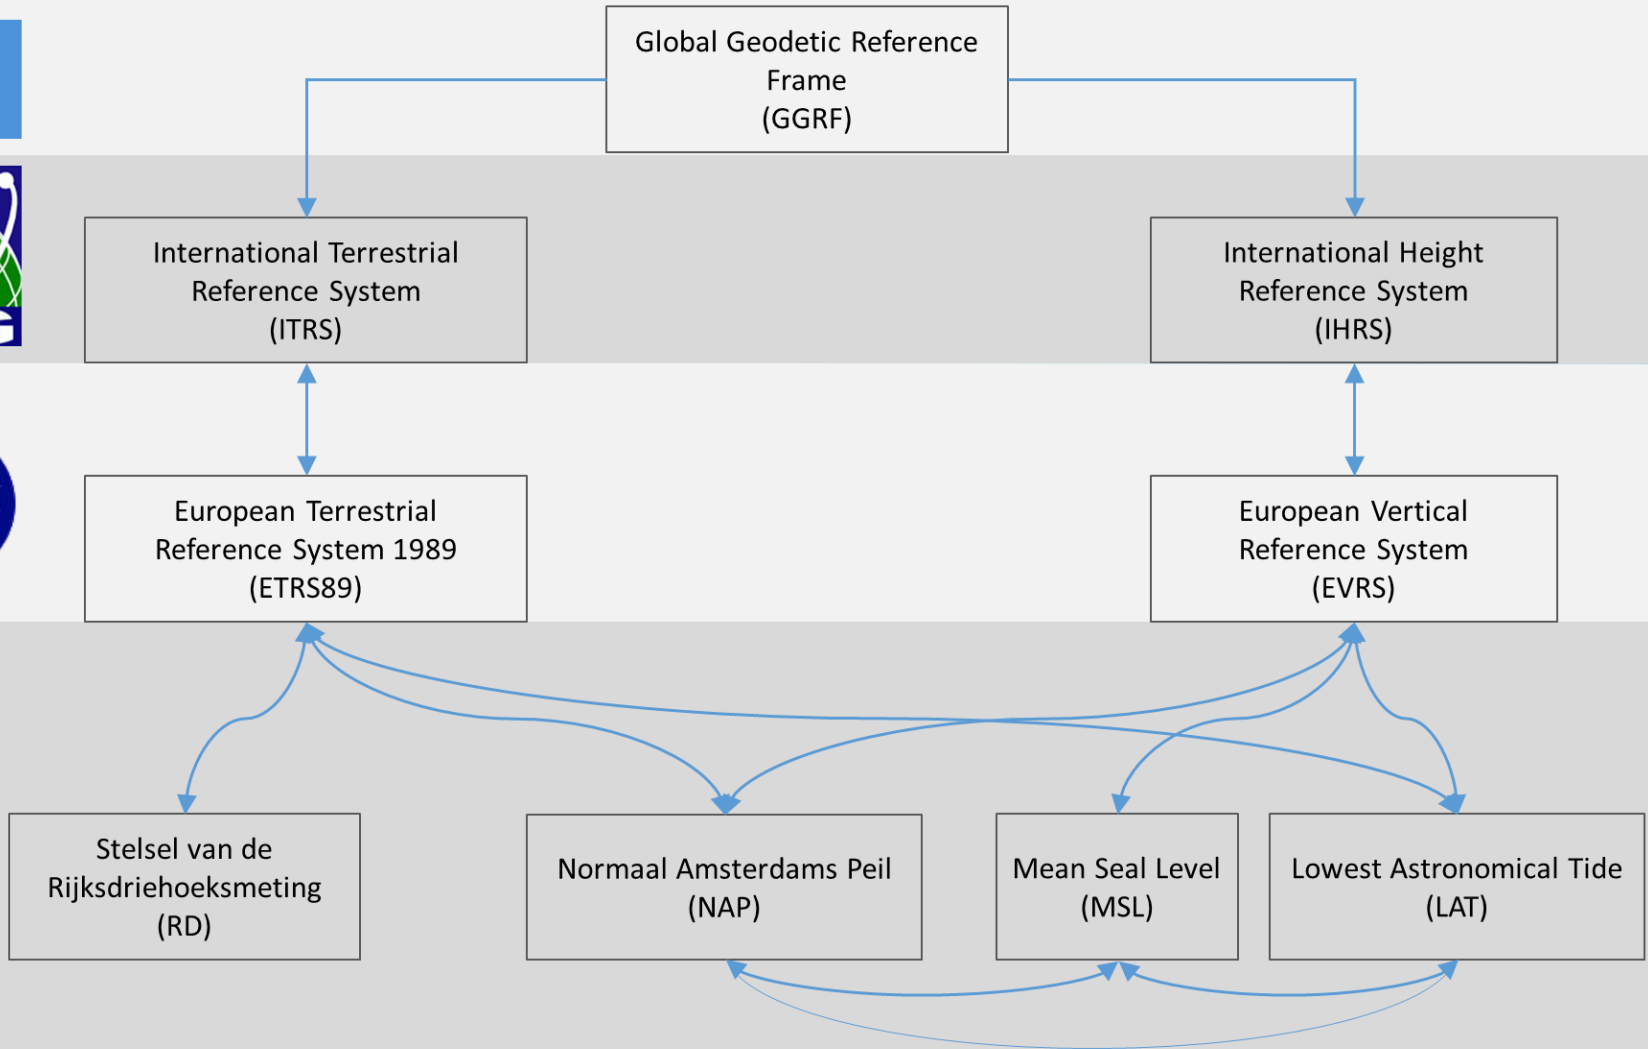 Global Geodetic Reference
Frame
(GGRF)
International Terrestrial
Reference System
(ITRS)
International Height
Reference System
(IHRS)
G
European Terrestrial
Reference System 1989
(ETRS89)
European Vertical
Reference System
(EVRS)
Stelsel van de
Rijksdriehoeksmeting
(RD)
Normaal Amsterdams Peil
(NAP)
Mean Seal Level
(MSL)
Lowest Astronomical Tide
(LAT)